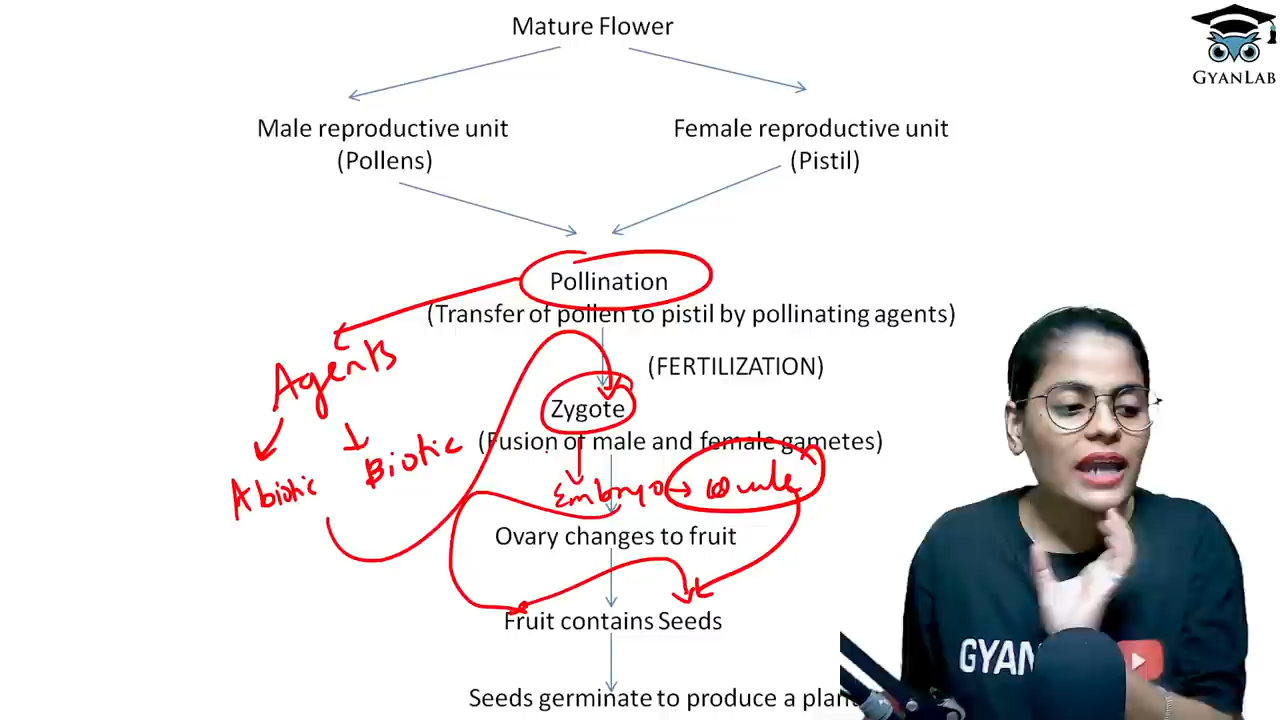 Mature Flower
GYANLAB
Male reproductive unit
(Pollens)
Female reproductive unit
(Pistil)
Pollination
(Transfer of pollen to pistil by pollinating agents)
Agents
(FERTILIZATION)
Zygote
(Fusion of male and female gametes)
Abiotic
Biotic
Embryo → ovule
Ovary changes to fruit
Fruit contains Seeds
GYAN
Seeds germinate to produce a plant